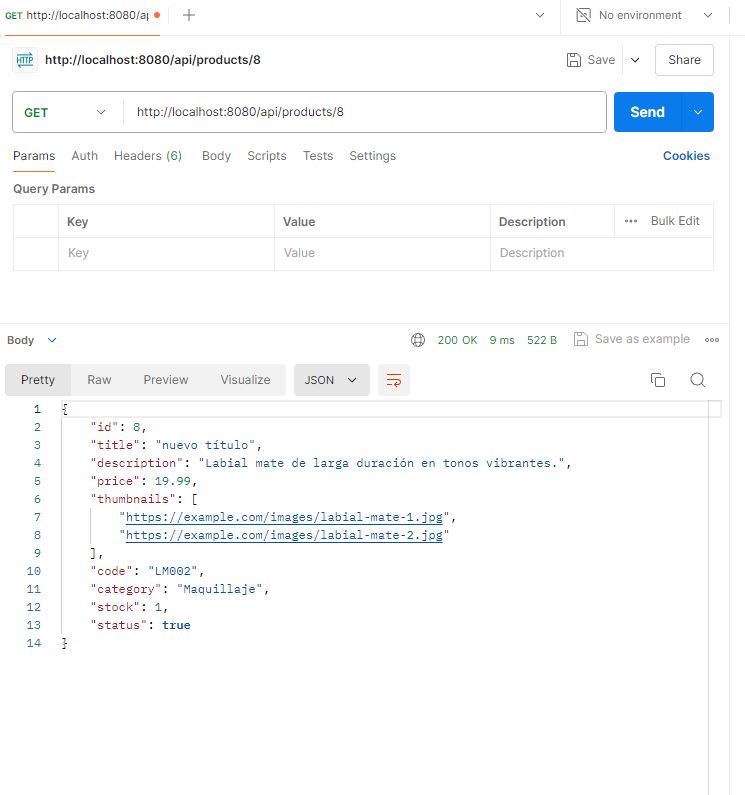 GET http://localhost:8080/ap
No environment
HTTP http://localhost:8080/api/products/8
Save
Share
GET
http://localhost:8080/api/products/8
Send
Params Auth Headers (6) Body Scripts Tests Settings
Cookies
Query Params
Key Value Description Bulk Edit
Key Value Description
Body
200 OK 9 ms 522 B Save as example
Pretty Raw Preview Visualize JSON
1 {
2 "id": 8,
3 "title": "nuevo título",
4 "description": "Labial mate de larga duración en tonos vibrantes.",
5 "price": 19.99,
6 "thumbnails": [
7 "https://example.com/images/labial-mate-1.jpg",
8 "https://example.com/images/labial-mate-2.jpg"
9 ],
10 "code": "LM002",
11 "category": "Maquillaje",
12 "stock": 1,
13 "status": true
14 }